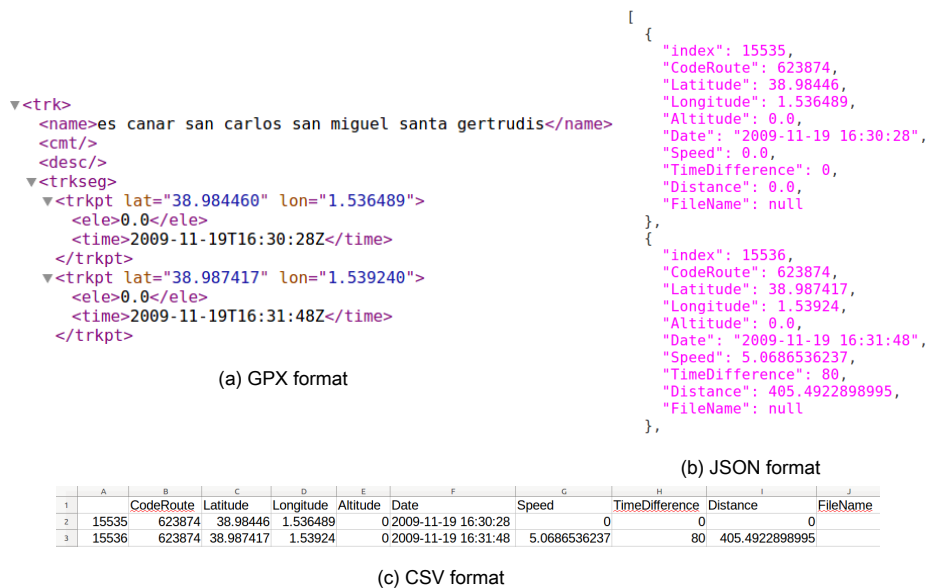 ▼<trk>
<name>es canar san carlos san miguel santa gertrudis</name>
<cmt/>
<desc/>
▼<trkseg>
▼<trkpt lat="38.984460" lon="1.536489">
<ele>0.0</ele>
<time>2009-11-19T16:30:28Z</time>
</trkpt>
▼<trkpt lat="38.987417" lon="1.539240">
<ele>0.0</ele>
<time>2009-11-19T16:31:48Z</time>
</trkpt>
(a) GPX format
[
{
"index": 15535,
"CodeRoute": 623874,
"Latitude": 38.98446,
"Longitude": 1.536489,
"Altitude": 0.0,
"Date": "2009-11-19 16:30:28",
"Speed": 0.0,
"TimeDifference": 0,
"Distance": 0.0,
"FileName": null
},
{
"index": 15536,
"CodeRoute": 623874,
"Latitude": 38.987417,
"Longitude": 1.53924,
"Altitude": 0.0,
"Date": "2009-11-19 16:31:48",
"Speed": 5.0686536237,
"TimeDifference": 80,
"Distance": 405.4922898995,
"FileName": null
},
(b) JSON format
A B C D E F G H I J
1 CodeRoute Latitude Longitude Altitude Date Speed TimeDifference Distance FileName
2 15535 623874 38.98446 1.536489 0 2009-11-19 16:30:28 0 0 0
3 15536 623874 38.987417 1.53924 0 2009-11-19 16:31:48 5.0686536237 80 405.4922898995
(c) CSV format